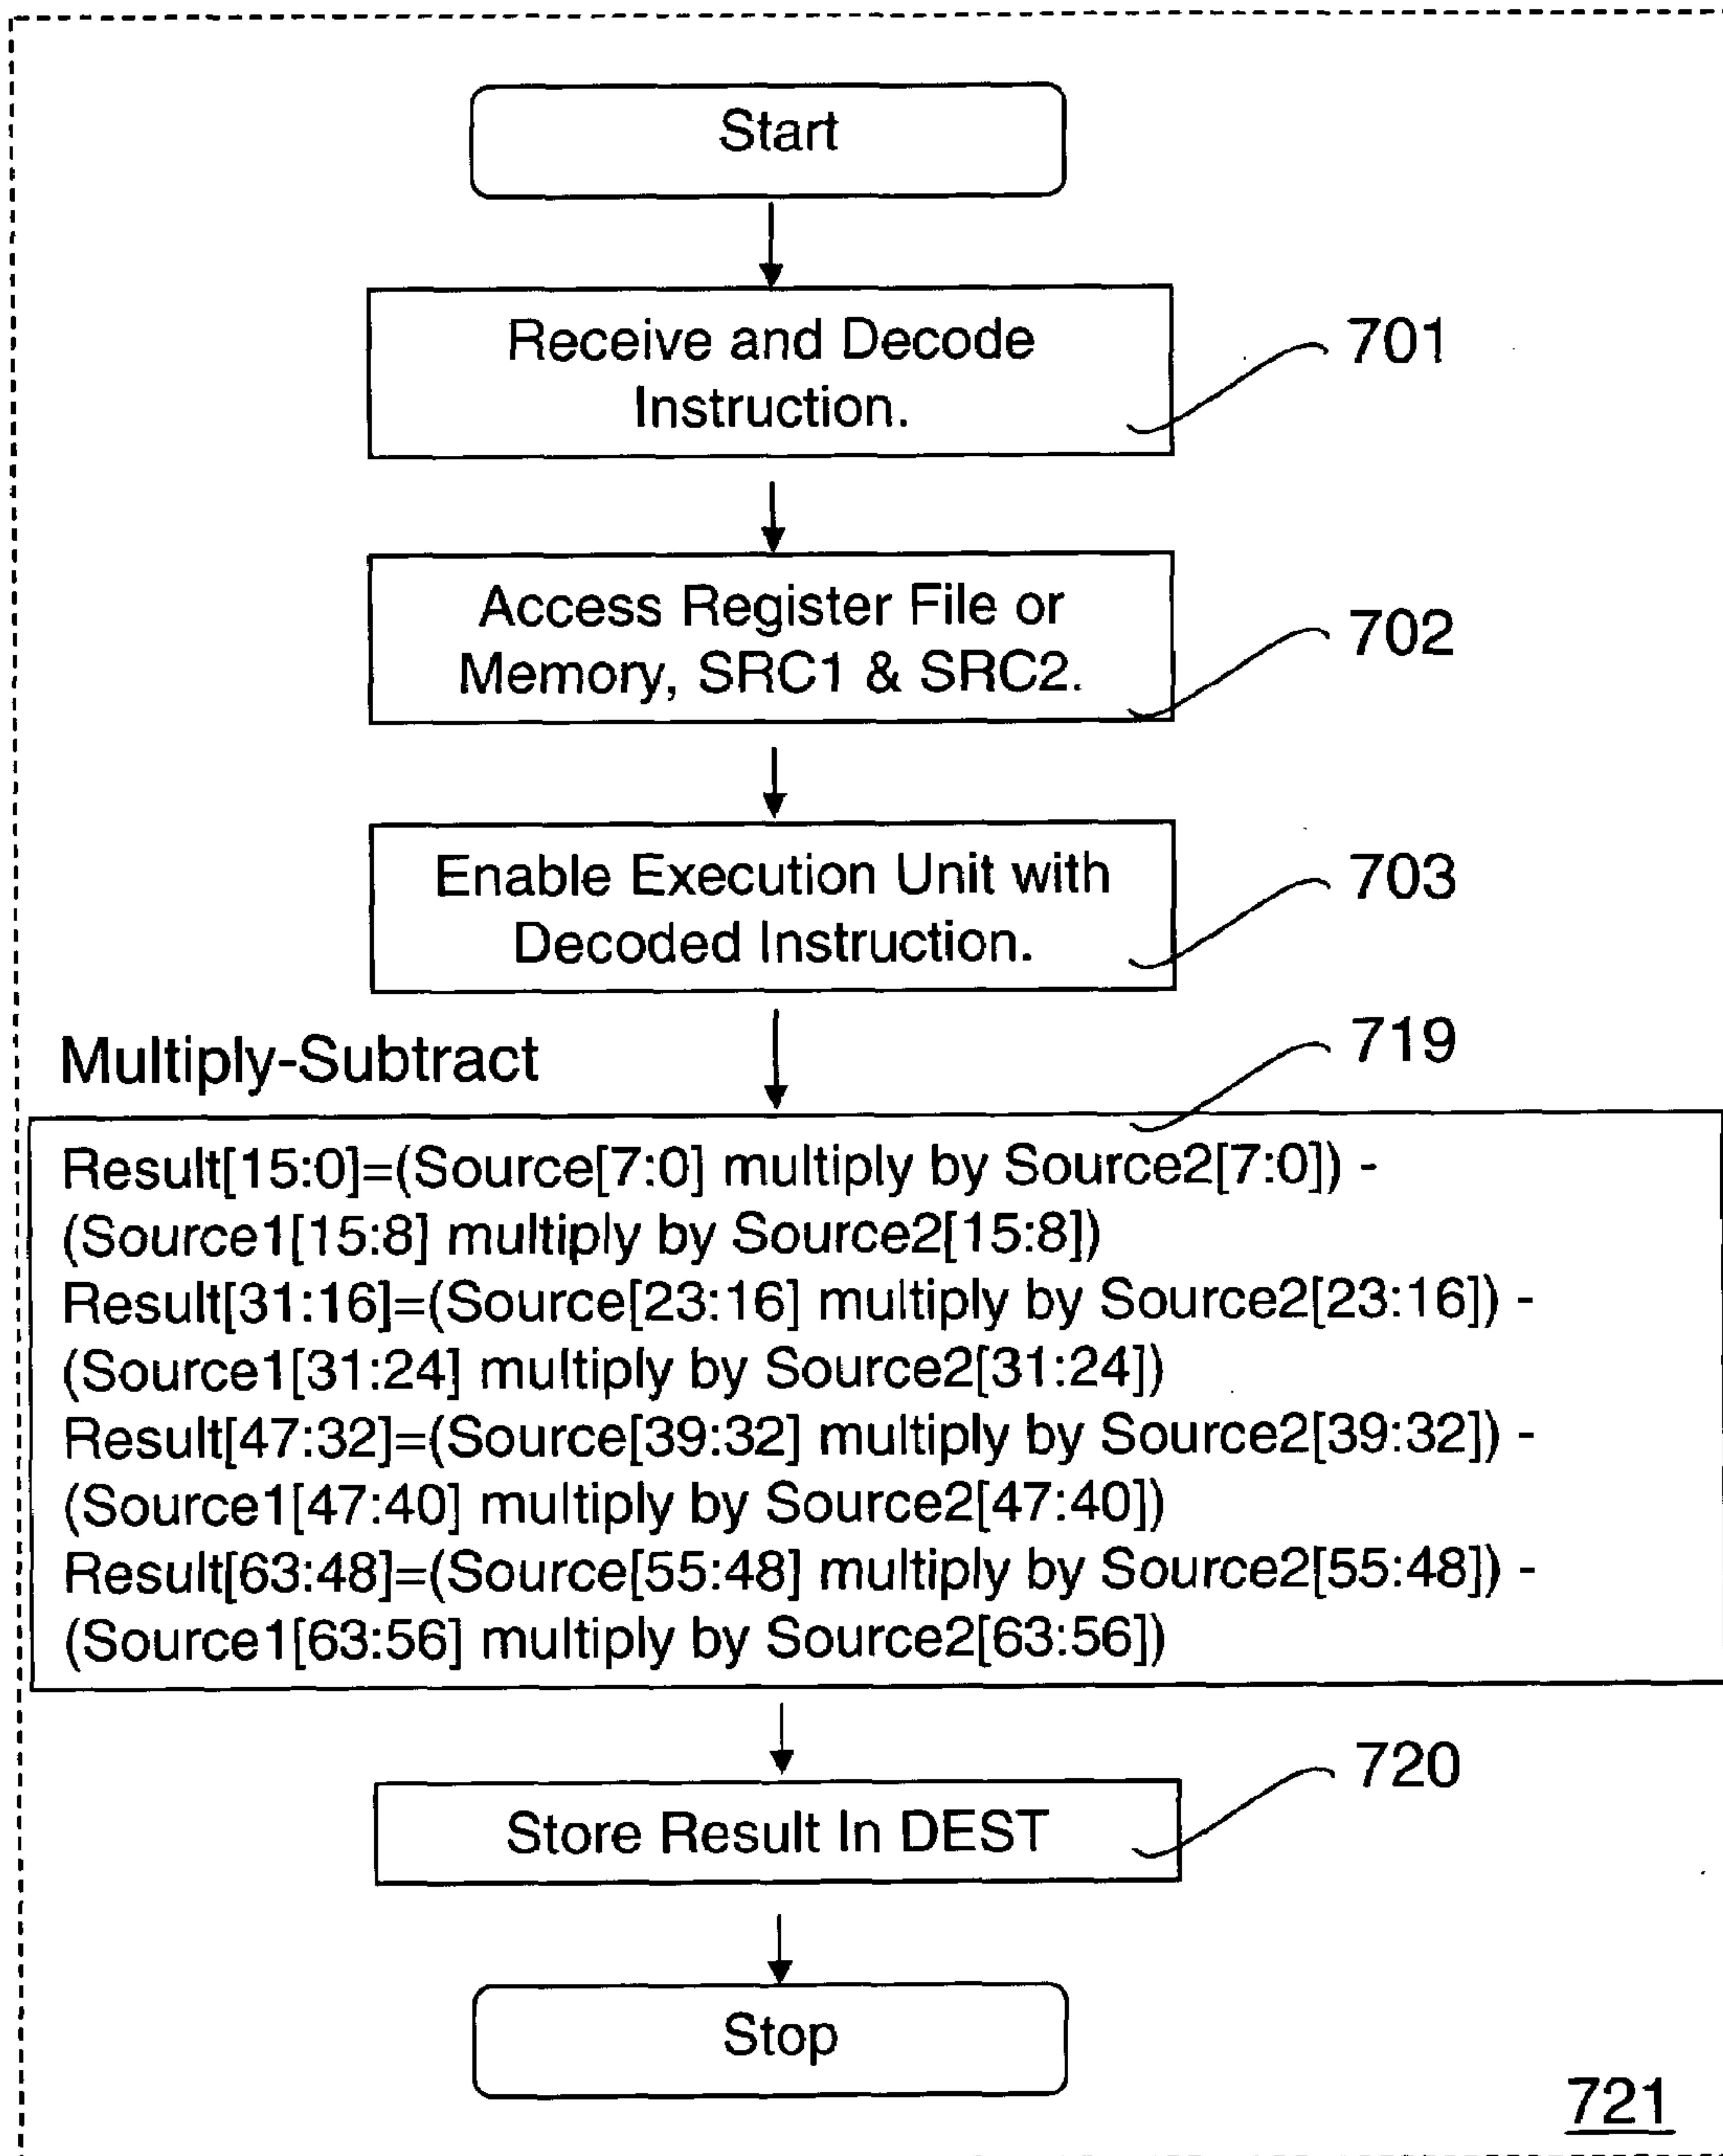 Start
Receive and Decode
Instruction.
701
Access Register File or
Memory, SRC1 & SRC2.
702
Enable Execution Unit with
Decoded Instruction.
703
Multiply-Subtract
719
Result[15:0]=(Source[7:0] multiply by Source2[7:0]) -
(Source1[15:8] multiply by Source2[15:8])
Result[31:16]=(Source[23:16] multiply by Source2[23:16]) -
(Source1[31:24] multiply by Source2[31:24])
Result[47:32]=(Source[39:32] multiply by Source2[39:32]) -
(Source1[47:40] multiply by Source2[47:40])
Result[63:48]=(Source[55:48] multiply by Source2[55:48]) -
(Source1[63:56] multiply by Source2[63:56])
720
Store Result In DEST
Stop
721